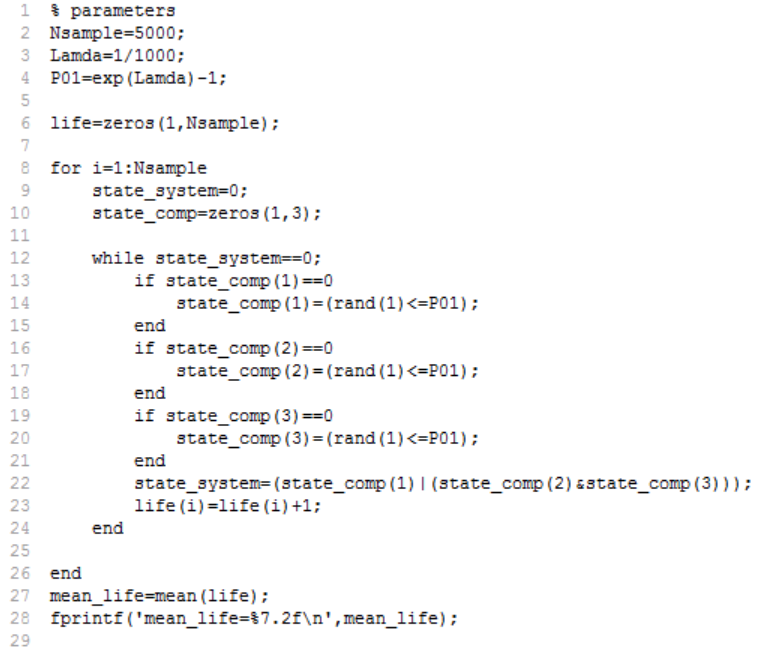 1 % parameters
2 Nsample=5000;
3 Lamda=1/1000;
4 P01=exp(Lamda)-1;
5
6 life=zeros(1,Nsample);
7
8 for i=1:Nsample
9 state_system=0;
10 state_comp=zeros(1,3);
11
12 while state_system==0;
13 if state_comp(1)==0
14 state_comp(1)=(rand(1)<=P01);
15 end
16 if state_comp(2)==0
17 state_comp(2)=(rand(1)<=P01);
18 end
19 if state_comp(3)==0
20 state_comp(3)=(rand(1)<=P01);
21 end
22 state_system=(state_comp(1)|(state_comp(2)&state_comp(3)));
23 life(i)=life(i)+1;
24 end
25
26 end
27 mean_life=mean(life);
28 fprintf('mean_life=%7.2f\n',mean_life);
29